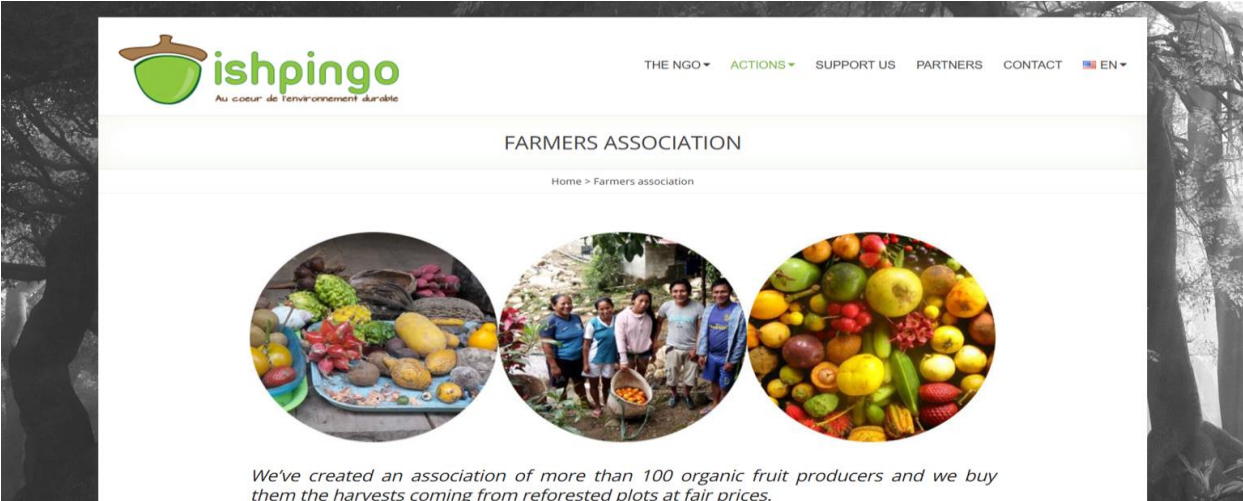 ishpingo
Au coeur de l'environnement durable
THE NGO ACTIONS SUPPORT US PARTNERS CONTACT EN
FARMERS ASSOCIATION
Home > Farmers association
We've created an association of more than 100 organic fruit producers and we buy
them the harvests coming from reforested plots at fair prices.